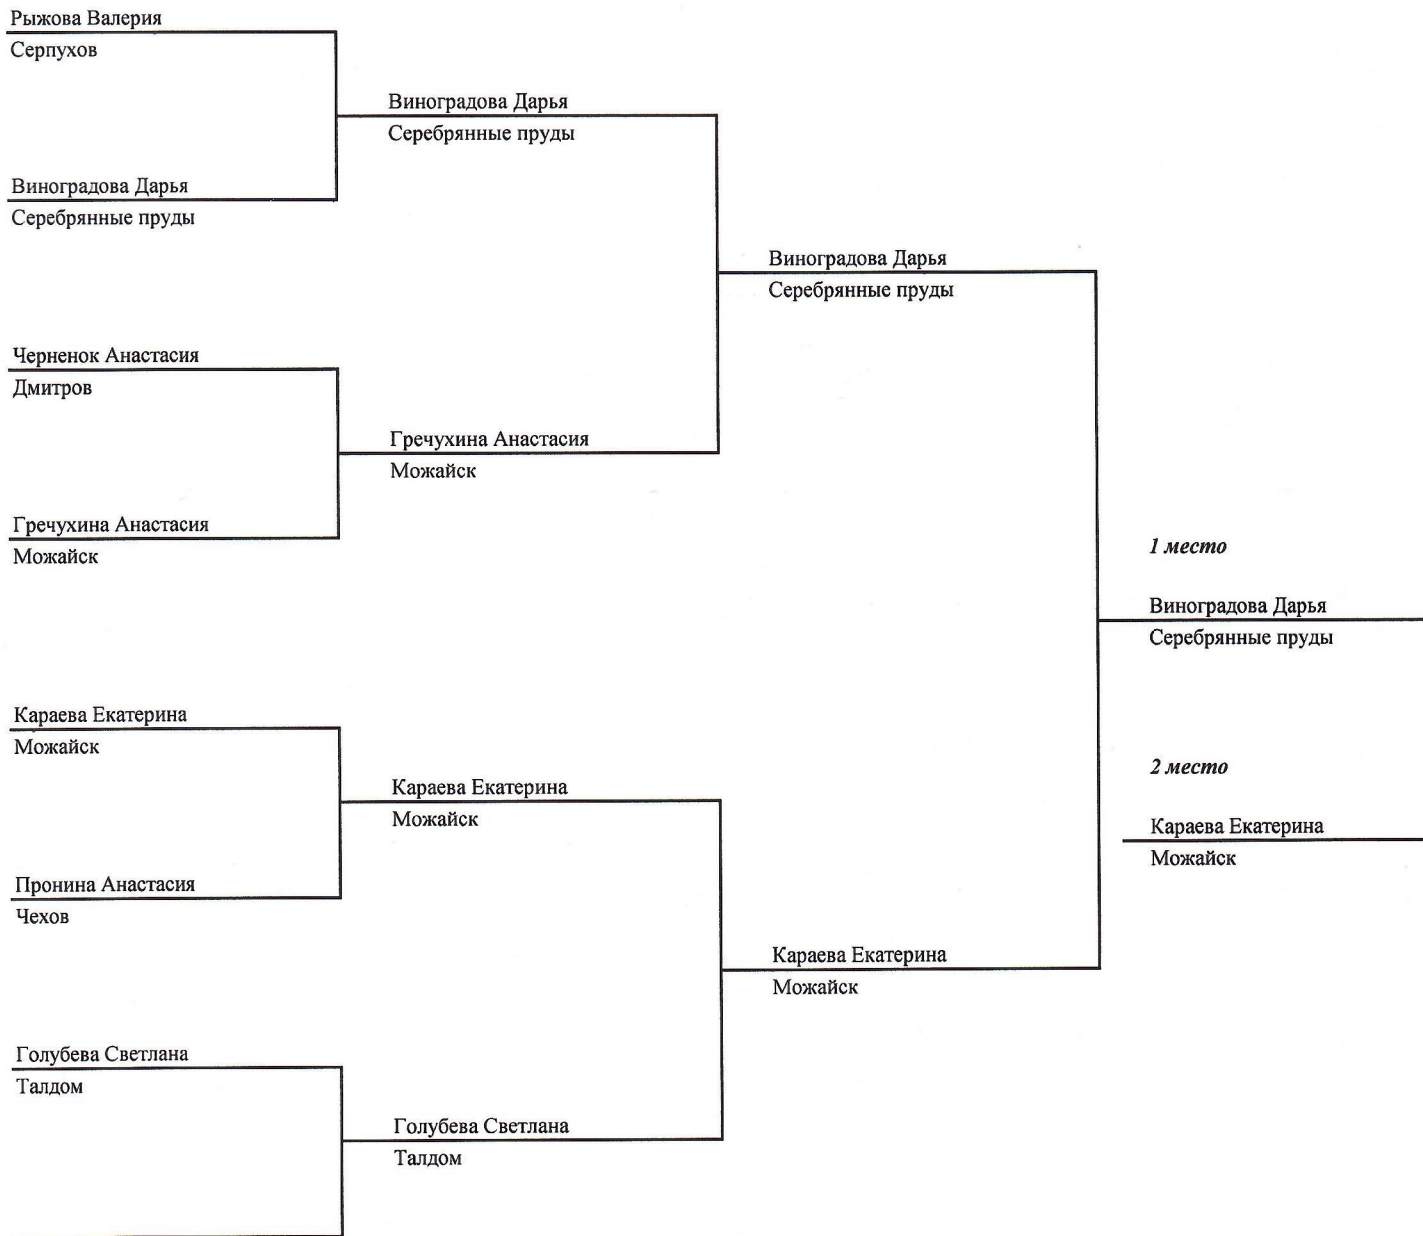 Рыжова Валерия
Серпухов
Виноградова Дарья
Серебрянные пруды
Виноградова Дарья
Серебрянные пруды
Виноградова Дарья
Серебрянные пруды
Черненок Анастасия
Дмитров
Гречухина Анастасия
Можайск
Гречухина Анастасия
Можайск
1 место
Виноградова Дарья
Серебрянные пруды
Караева Екатерина
Можайск
2 место
Караева Екатерина
Можайск
Караева Екатерина
Можайск
Пронина Анастасия
Чехов
Караева Екатерина
Можайск
Голубева Светлана
Талдом
Голубева Светлана
Талдом